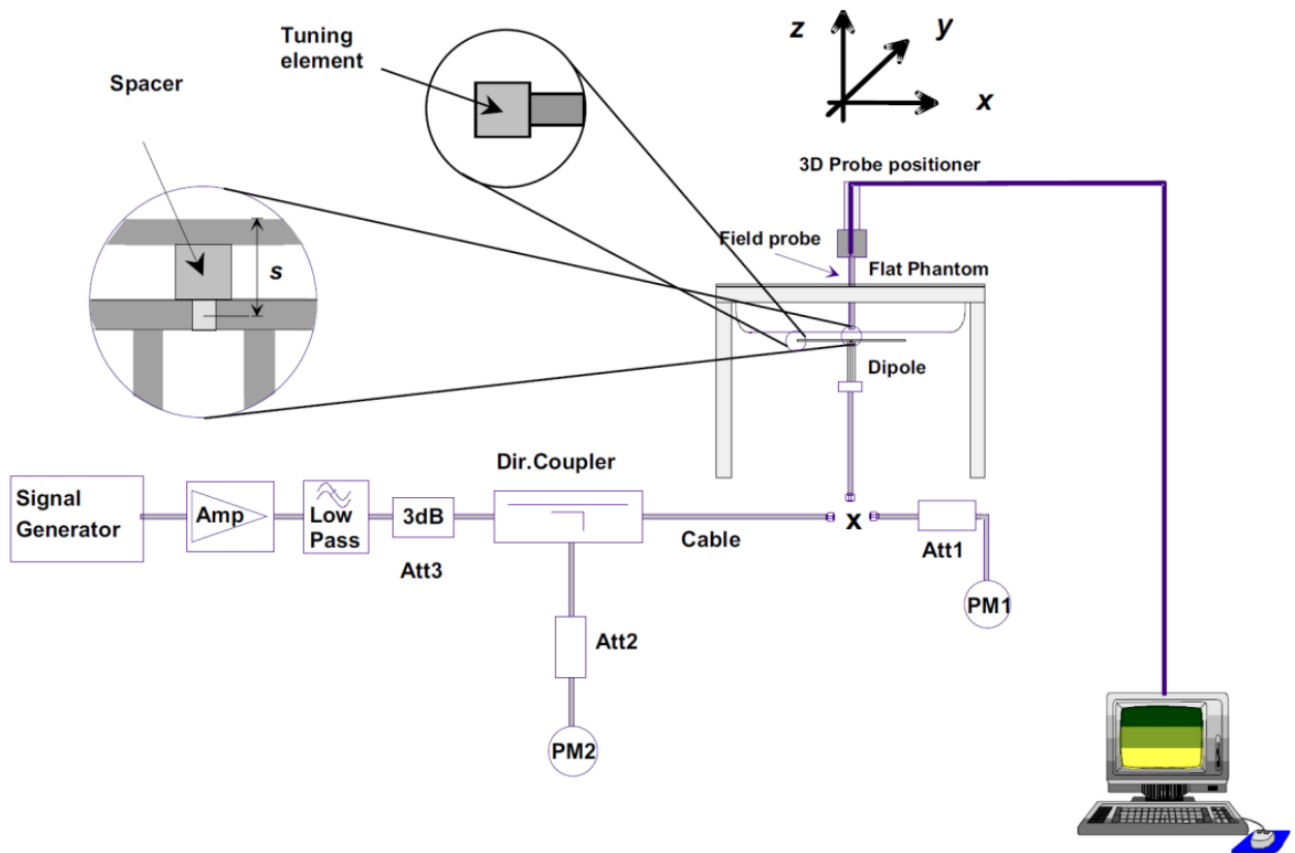 Tuning
element
Spacer
z
y
x
3D Probe positioner
Field probe
Flat Phantom
s
Dipole
Dir.Coupler
Signal
Generator
Amp
Low
Pass
3dB
Att3
Cable
x
Att1
PM1
Att2
PM2